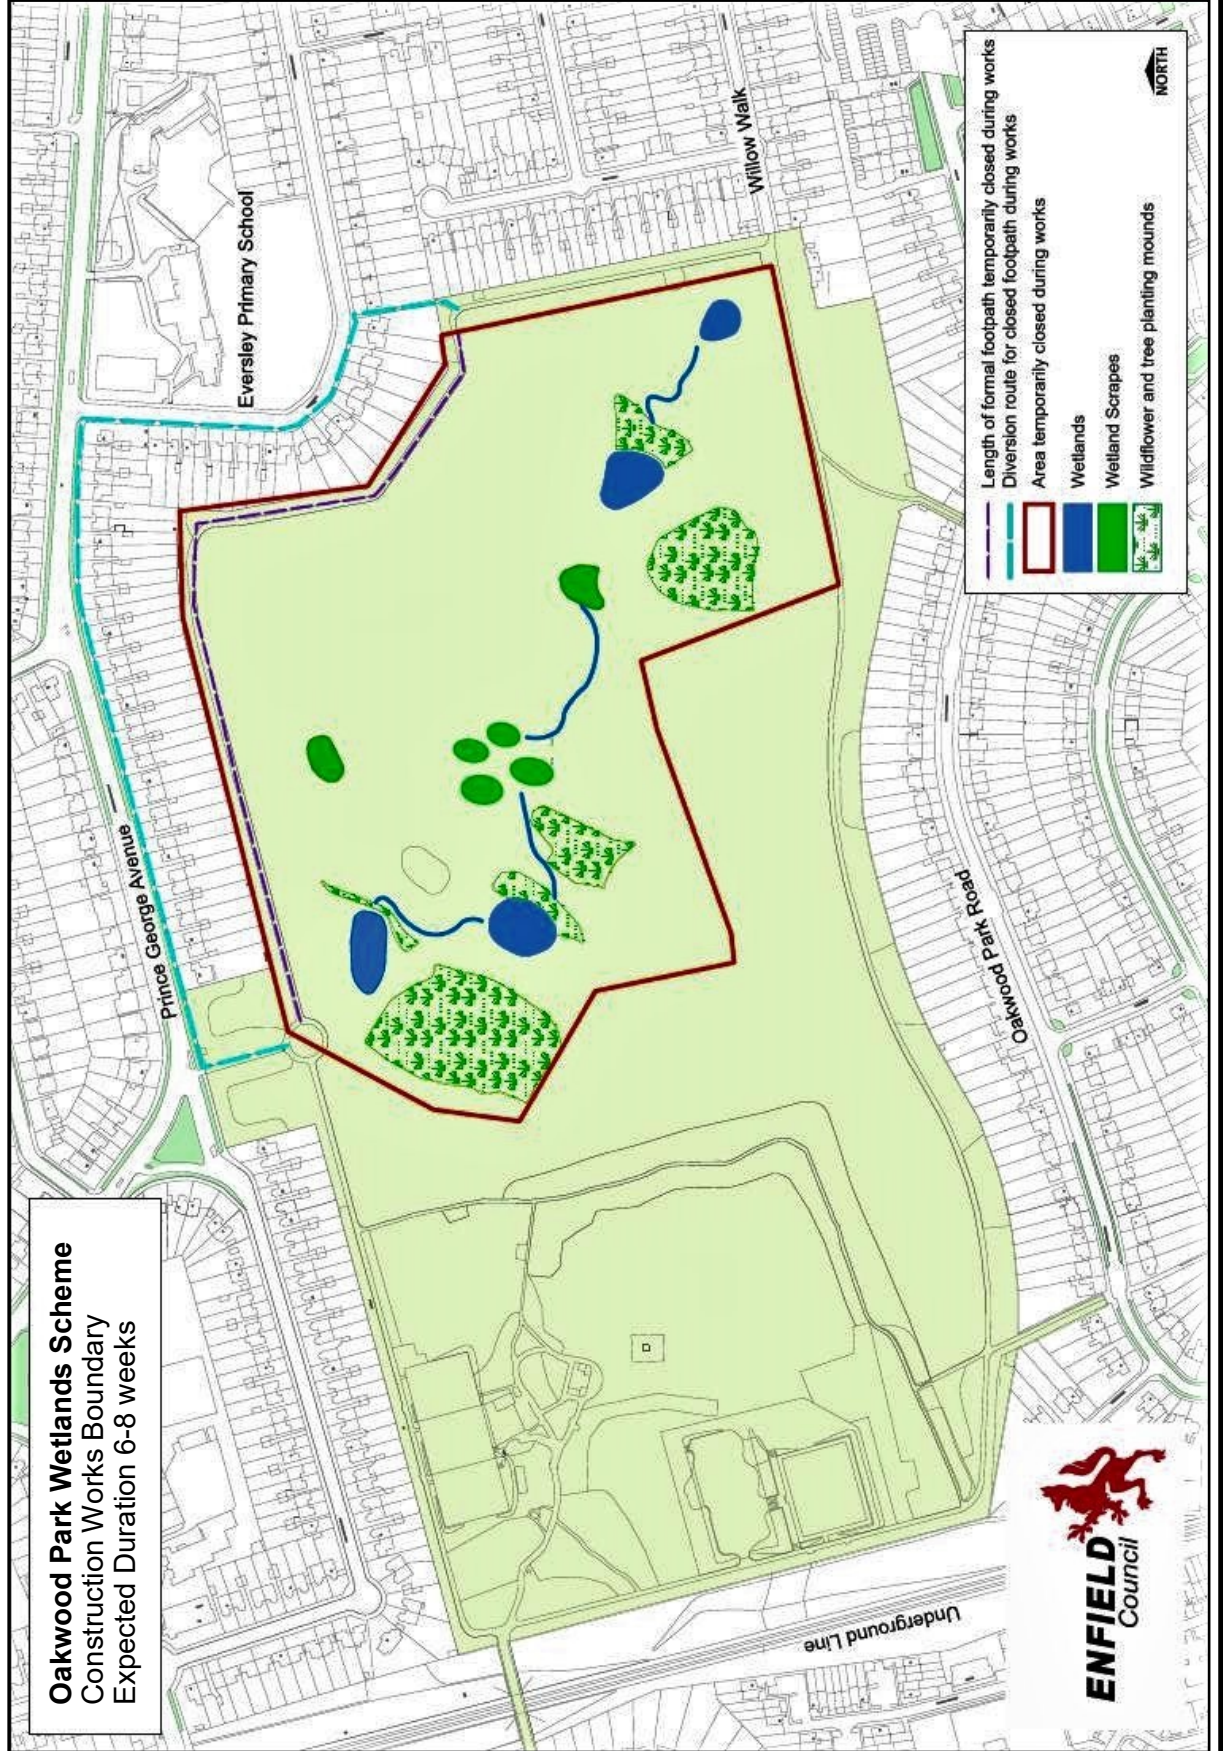 Oakwood Park Wetlands Scheme
Construction Works Boundary
Expected Duration 6-8 weeks
Prince George Avenue
Eversley Primary School
Willow Walk
Oakwood Park Road
Underground Line
Length of formal footpath temporarily closed during works
Diversion route for closed footpath during works
Area temporarily closed during works
Wetlands
Wetland Scrapes
Wildflower and tree planting mounds
NORTH
ENFIELD
Council